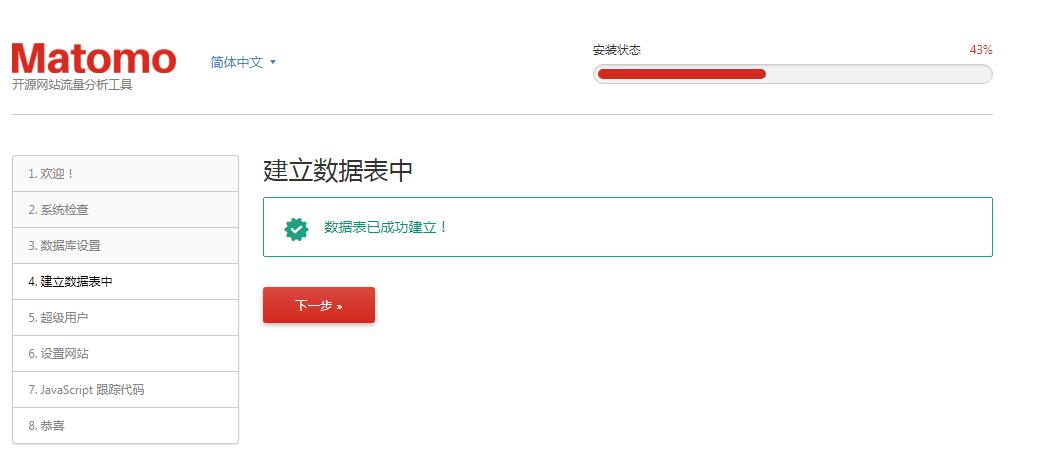 Matomo
开源网站流量分析工具
简体中文
安装状态 43%
1. 欢迎！
2. 系统检查
3. 数据库设置
4. 建立数据表中
5. 超级用户
6. 设置网站
7. JavaScript 跟踪代码
8. 恭喜
建立数据表中
数据表已成功建立！
下一步 »